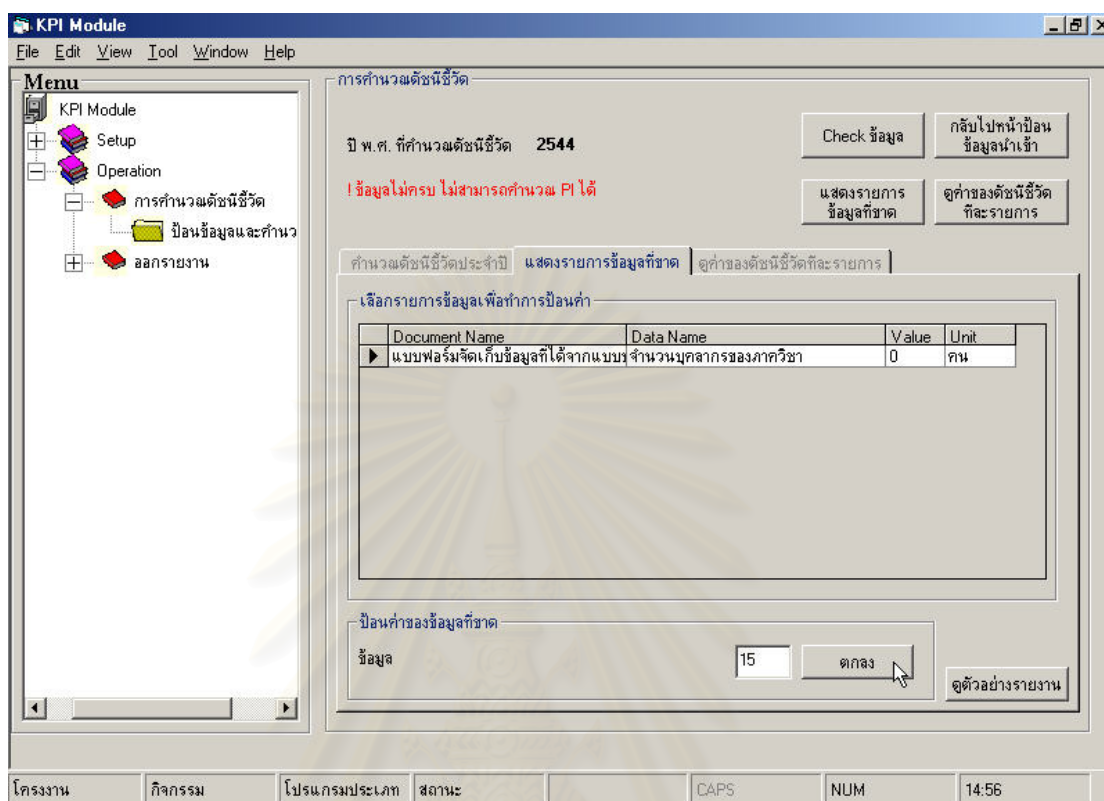 KPI Module
File Edit View Tool Window Help
Menu
KPI Module
Setup
Operation
การคำนวณดัชนีชี้วัด
ป้อนข้อมูลและคำนว
ออกรายงาน
การคำนวณดัชนีชี้วัด
ปี พ.ศ. ที่คำนวณดัชนีชี้วัด 2544
! ข้อมูลไม่ครบ ไม่สามารถคำนวณ PI ได้
Check ข้อมูล
กลับไปหน้าป้อน
ข้อมูลนำเข้า
แสดงรายการ
ข้อมูลที่ขาด
ดูค่าของดัชนีชี้วัด
ทีละรายการ
คำนวณดัชนีชี้วัดประจำปี แสดงรายการข้อมูลที่ขาด ดูค่าของดัชนีชี้วัดทีละรายการ
เลือกรายการข้อมูลเพื่อทำการป้อนค่า
Document Name Data Name Value Unit
แบบฟอร์มจัดเก็บข้อมูลที่ได้จากแบบ จำนวนบุคลากรของภาควิชา 0 คน
ป้อนค่าของข้อมูลที่ขาด
ข้อมูล 15 ตกลง
ดูตัวอย่างรายงาน
โครงงาน กิจกรรม โปรแกรมประเภท สถานะ CAPS NUM 14:56